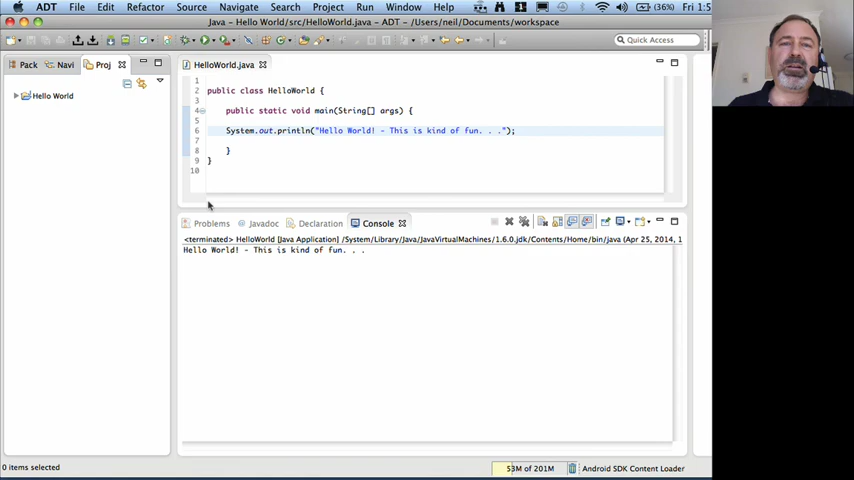 ADT File Edit Refactor Source Navigate Search Project Run Window Help (36%) Fri 1:5
Java - Hello World/src/HelloWorld.java - ADT - /Users/neil/Documents/workspace
Quick Access
Pack Navi Proj
HelloWorld.java
Hello World
1
2 public class HelloWorld {
3
4 public static void main(String[] args) {
5
6 System.out.println("Hello World! - This is kind of fun. . .");
7
8 }
9 }
10
Problems Javadoc Declaration Console
<terminated> HelloWorld [Java Application] /System/Library/Java/JavaVirtualMachines/1.6.0.jdk/Contents/Home/bin/java (Apr 25, 2014, 1
Hello World! - This is kind of fun. . .
0 items selected
53M of 201M
Android SDK Content Loader